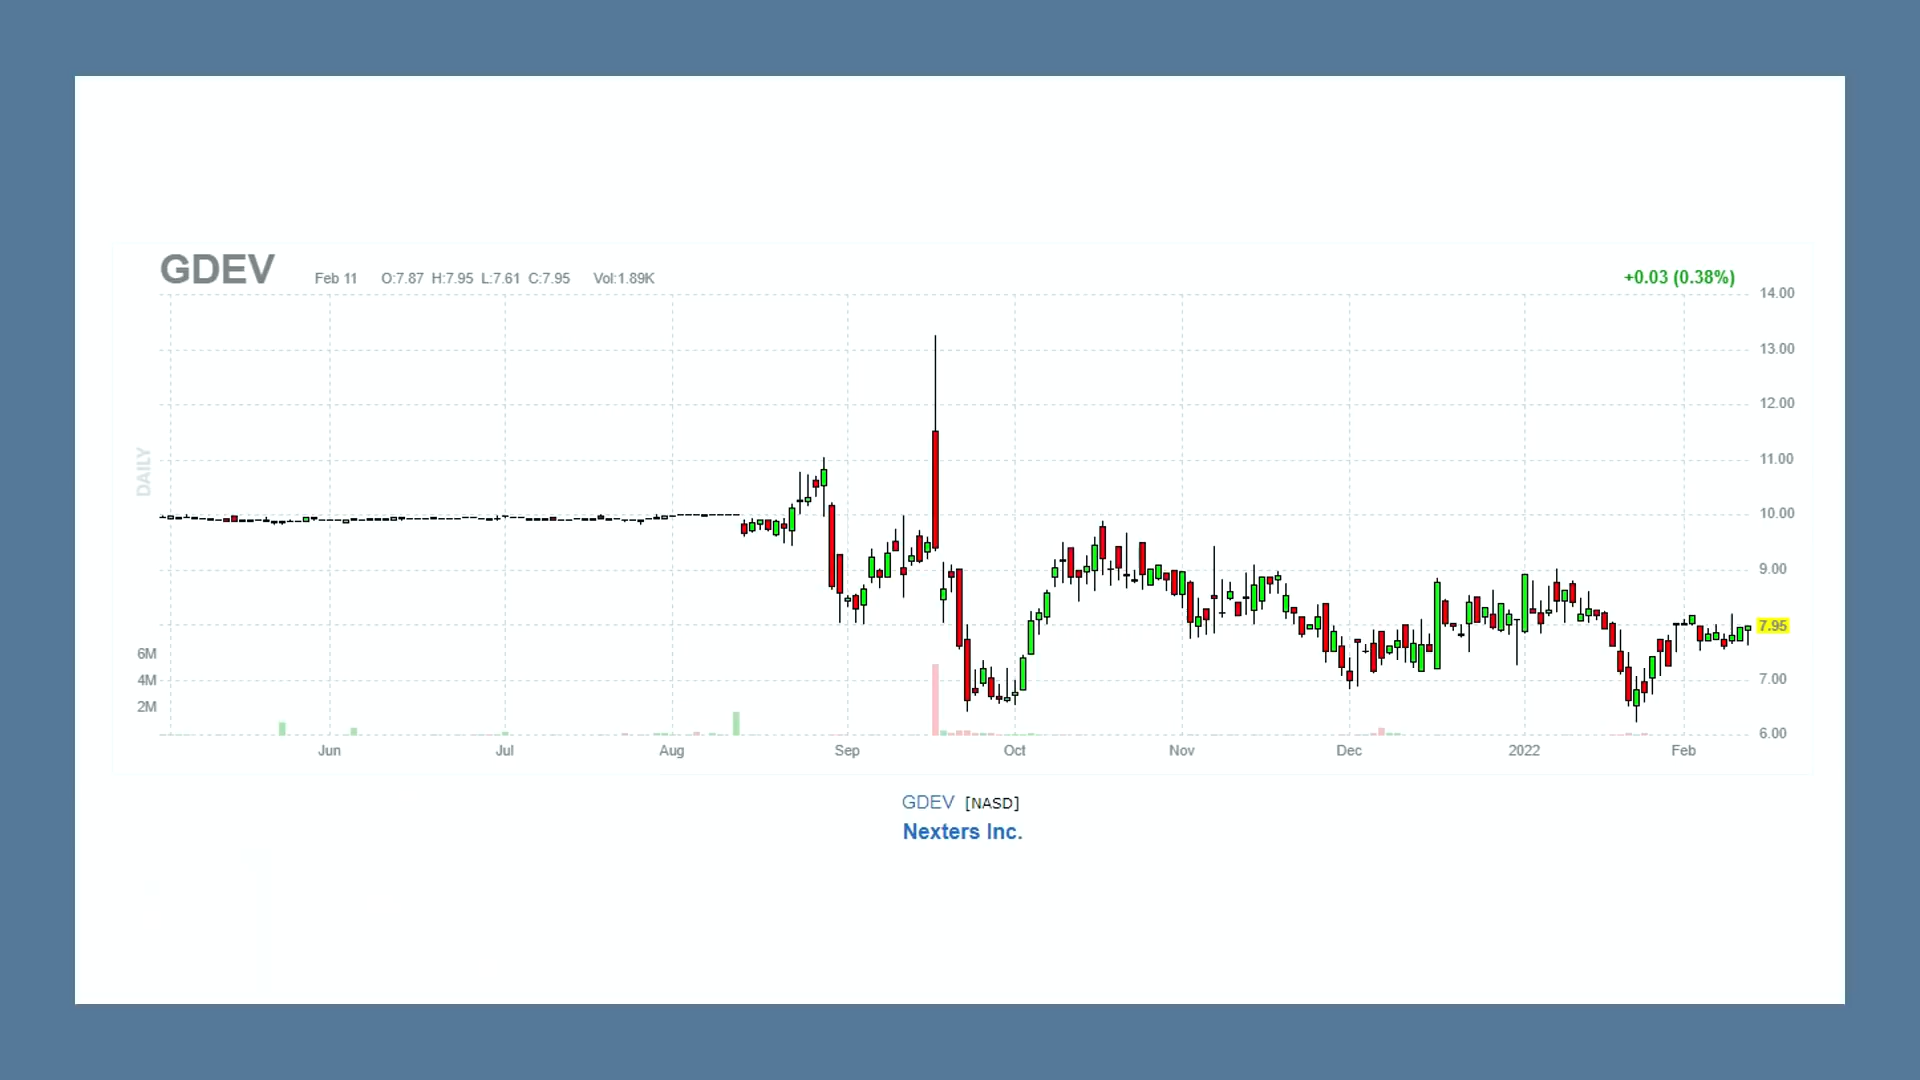 GDEV Feb 11 O:7.87 H:7.95 L:7.61 C:7.95 Vol:1.89K +0.03 (0.38%)
14.00
13.00
12.00
11.00
DAILY
10.00
9.00
7.95
6M
4M 7.00
2M
6.00
Jun Jul Aug Sep Oct Nov Dec 2022 Feb
GDEV [NASD]
Nexters Inc.